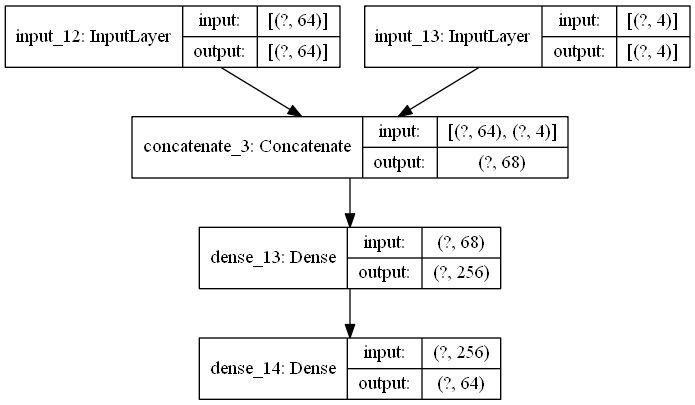 input_12: InputLayer
input: [(?, 64)]
output: [(?, 64)]
input_13: InputLayer
input: [(?, 4)]
output: [(?, 4)]
concatenate_3: Concatenate
input: [(?, 64), (?, 4)]
output: (?, 68)
dense_13: Dense
input: (?, 68)
output: (?, 256)
dense_14: Dense
input: (?, 256)
output: (?, 64)